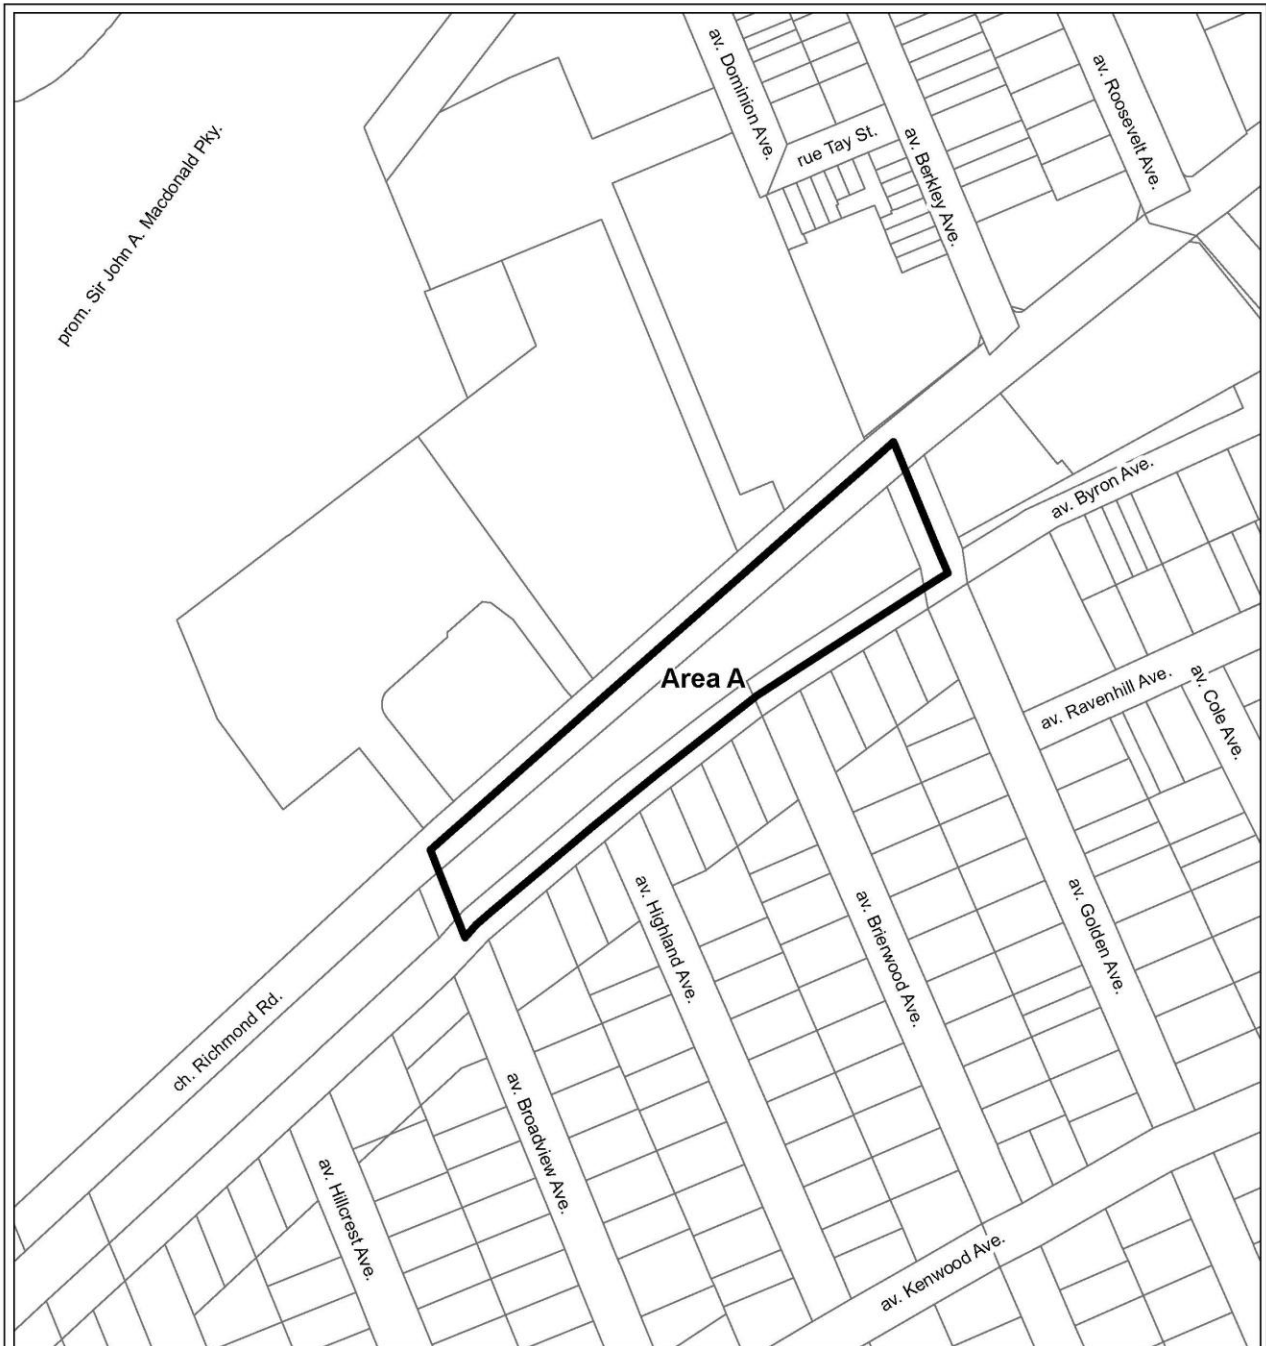 av. Dominion Ave.
av. Roosevelt Ave.
prom. Sir John A. Macdonald Pky.
rue Tay St.
av. Berkley Ave.
av. Byron Ave.
Area A
av. Ravenhill Ave.
av. Cole Ave.
av. Highland Ave.
av. Brierwood Ave.
av. Golden Ave.
ch. Richmond Rd.
av. Broadview Ave.
av. Hillcrest Ave.
av. Kenwood Ave.